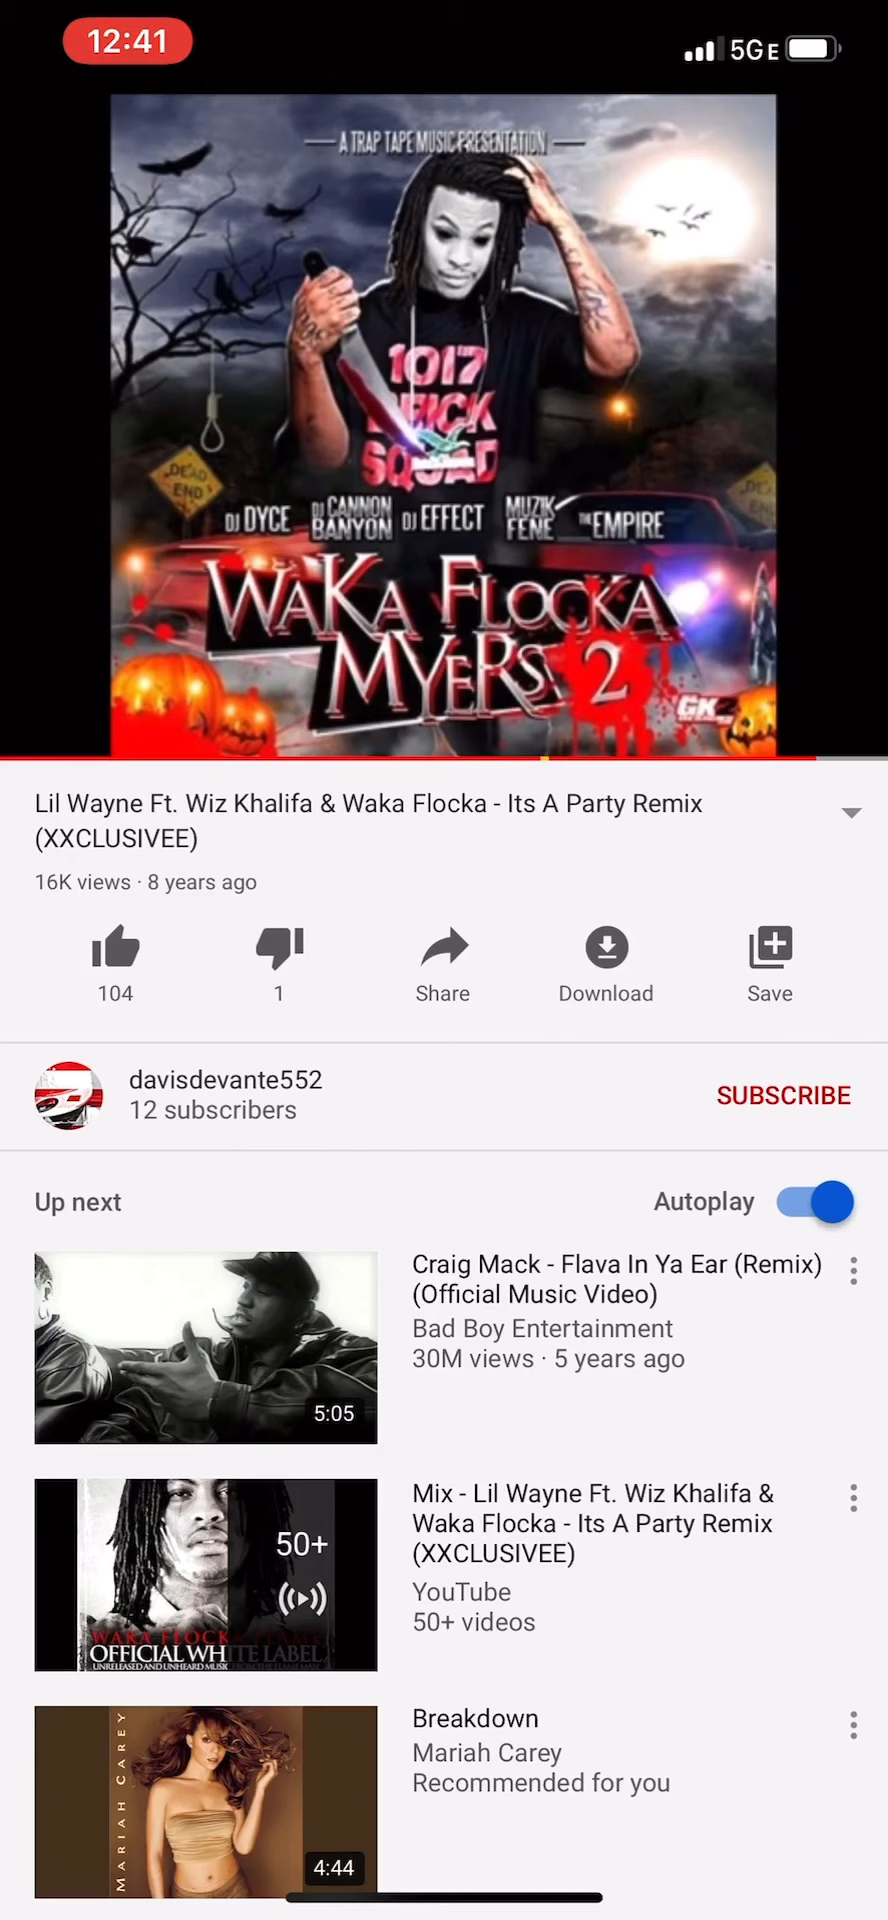 12:41
5GE
A TRAP TAPE MUSIC PRESENTATION
1017
BRICK
SQUAD
DEAD
END
DJ DYCE DJ CANNON BANYON DJ EFFECT MUZIK FENE THE EMPIRE
WAKA FLOCKA
MYERS 2
Lil Wayne Ft. Wiz Khalifa & Waka Flocka - Its A Party Remix
(XXCLUSIVEE)
16K views · 8 years ago
104
1
Share
Download
Save
davisdevante552
12 subscribers
SUBSCRIBE
Up next
Autoplay
Craig Mack - Flava In Ya Ear (Remix)
(Official Music Video)
Bad Boy Entertainment
30M views · 5 years ago
5:05
Mix - Lil Wayne Ft. Wiz Khalifa &
Waka Flocka - Its A Party Remix
(XXCLUSIVEE)
YouTube
50+ videos
50+
WAKA FLOCKA FLAME
OFFICIAL WHITE LABEL
UNRELEASED AND UNHEARD MUSIC
Breakdown
Mariah Carey
Recommended for you
MARIAH CAREY
4:44